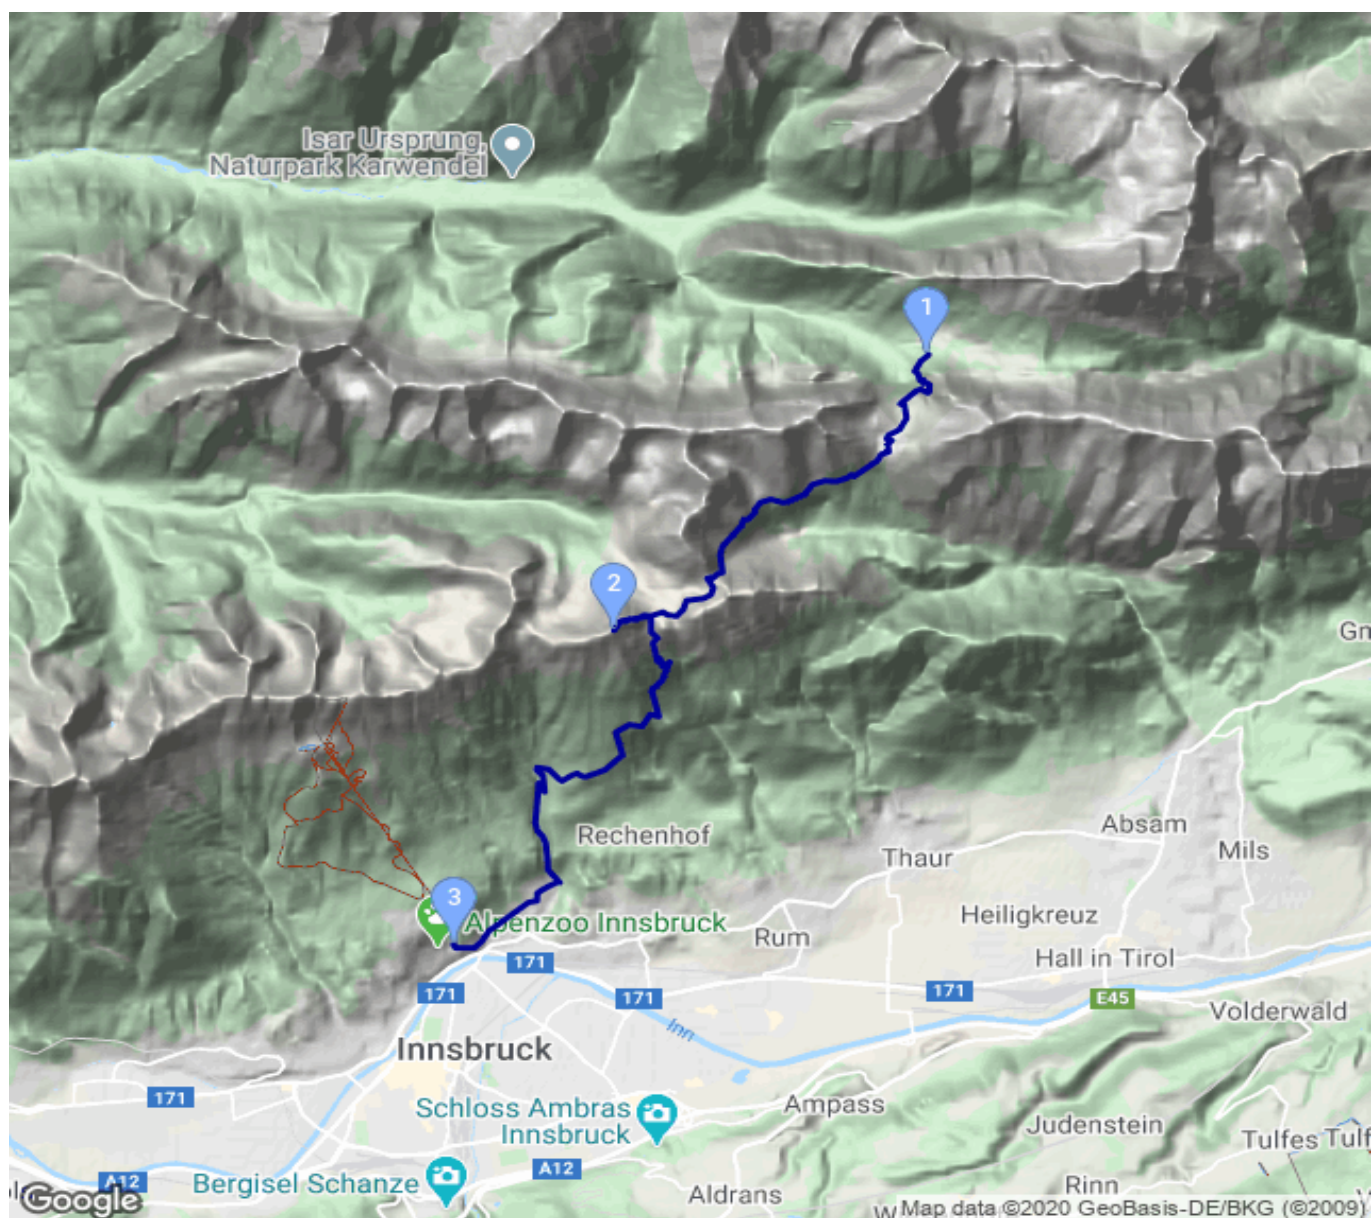 Isar Ursprung,
Naturpark Karwendel
1
2
Gn
Absam
Rechenhof
Mils
Thaur
3
Heiligkreuz
Alpenzoo Innsbruck
Rum
Hall in Tirol
171
171
171
171
E45
Volderwald
Inn
Innsbruck
171
Schloss Ambras
Innsbruck
Ampass
Judenstein
Tulfes
Tulf
A12
A12
Bergisel Schanze
Rinn
Aldrans
Google
Map data ©2020 GeoBasis-DE/BKG (©2009)